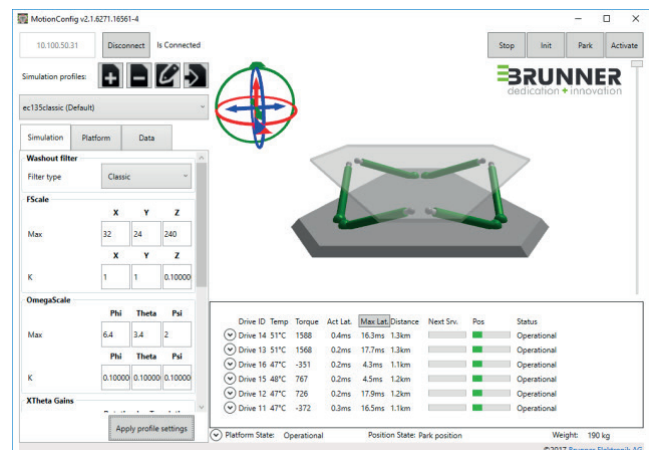 MotionConfig v2.1.6271.16561-4
10.100.50.31 Disconnect Is Connected Stop Init Park Activate
Simulation profiles:
BRUNNER
dedication + innovation
ec135classic (Default)
Simulation Platform Data
Washout filter
Filter type Classic
FScale
X Y Z
Max 32 24 240
X Y Z
K 1 1 0.10000
OmegaScale
Phi Theta Psi
Max 6.4 3.4 2
Phi Theta Psi
K 0.10000 0.10000 0.10000
XTheta Gains
Apply profile settings
Drive ID Temp Torque Act Lat. Max Lat. Distance Next Srv. Pos Status
Drive 14 51°C 1588 0.4ms 16.3ms 1.3km Operational
Drive 13 51°C 1568 0.2ms 17.7ms 1.3km Operational
Drive 16 47°C -351 0.2ms 4.3ms 1.1km Operational
Drive 15 48°C 767 0.2ms 4.5ms 1.2km Operational
Drive 12 47°C 726 0.2ms 17.9ms 1.2km Operational
Drive 11 47°C -372 0.3ms 16.5ms 1.1km Operational
Platform State: Operational Position State: Park position Weight: 190 kg
©2017 Brunner Elektronik AG